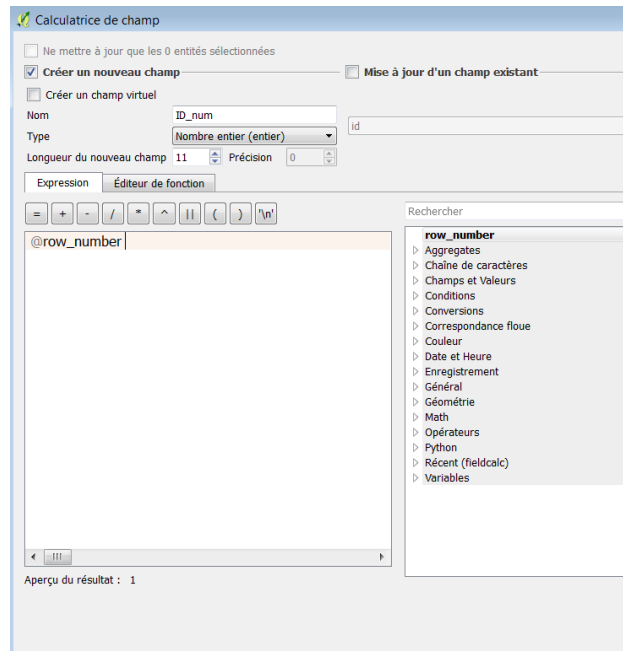 Calculatrice de champ
Ne mettre à jour que les 0 entités sélectionnées
Créer un nouveau champ
Mise à jour d'un champ existant
Créer un champ virtuel
Nom ID_num
id
Type Nombre entier (entier)
Longueur du nouveau champ 11 Précision 0
Expression Éditeur de fonction
= + - / * ^ || ( ) '\n'
Rechercher
@row_number
row_number
Aggregates
Chaîne de caractères
Champs et Valeurs
Conditions
Conversions
Correspondance floue
Couleur
Date et Heure
Enregistrement
Général
Géométrie
Math
Opérateurs
Python
Récent (fieldcalc)
Variables
Aperçu du résultat : 1